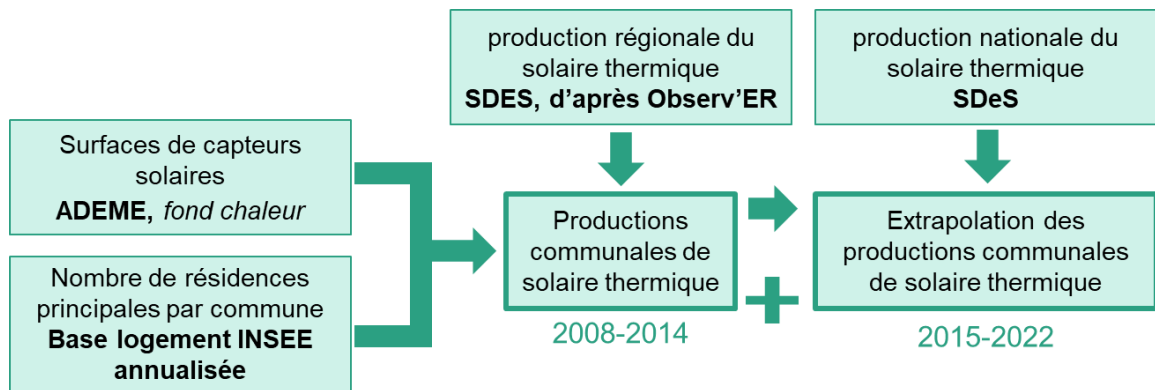 production régionale du
solaire thermique
SDES, d'après Observ'ER
production nationale du
solaire thermique
SDeS
Surfaces de capteurs
solaires
ADEME, fond chaleur
Nombre de résidences
principales par commune
Base logement INSEE
annualisée
Productions
communales de
solaire thermique
2008-2014
Extrapolation des
productions communales
de solaire thermique
2015-2022